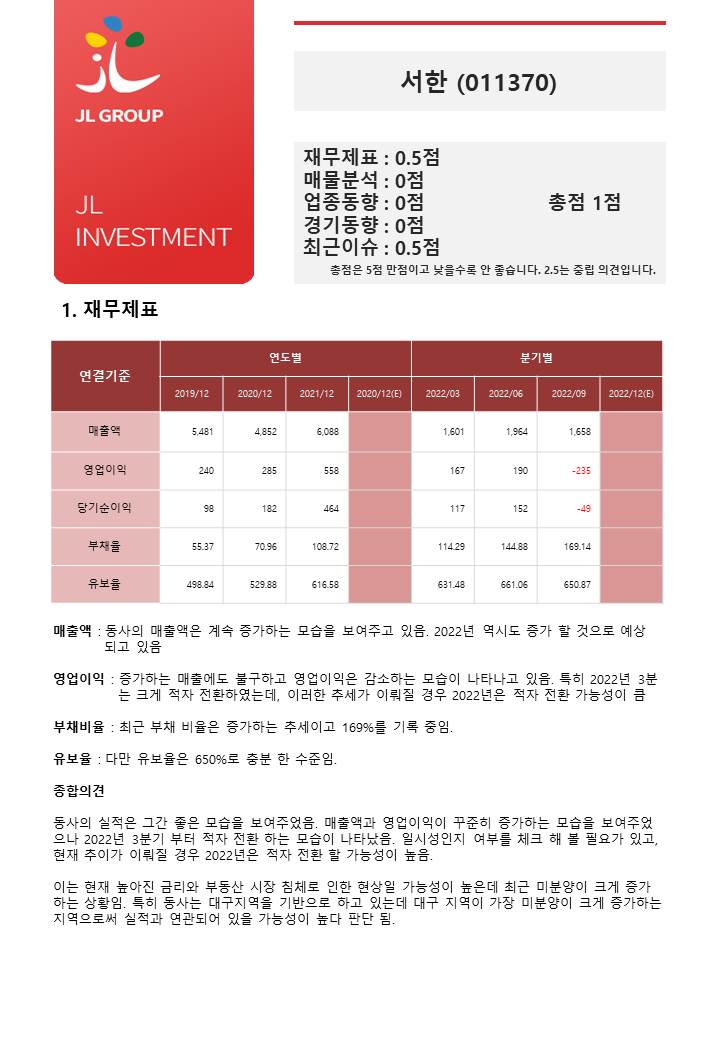 JL GROUP
JL
INVESTMENT
서한 (011370)
재무제표 : 0.5점
매물분석 : 0점
업종동향 : 0점 총점 1점
경기동향 : 0점
최근이슈 : 0.5점
총점은 5점 만점이고 낮을수록 안 좋습니다. 2.5는 중립 의견입니다.
1. 재무제표
연결기준 연도별 분기별
2019/12 2020/12 2021/12 2020/12(E) 2022/03 2022/06 2022/09 2022/12(E)
매출액 5,481 4,852 6,088 1,601 1,964 1,658
영업이익 240 285 558 167 190 -235
당기순이익 98 182 464 117 152 -49
부채율 55.37 70.96 108.72 114.29 144.88 169.14
유보율 498.84 529.88 616.58 631.48 661.06 650.87
매출액 : 동사의 매출액은 계속 증가하는 모습을 보여주고 있음. 2022년 역시도 증가 할 것으로 예상
되고 있음
영업이익 : 증가하는 매출에도 불구하고 영업이익은 감소하는 모습이 나타나고 있음. 특히 2022년 3분
는 크게 적자 전환하였는데, 이러한 추세가 이뤄질 경우 2022년은 적자 전환 가능성이 큼
부채비율 : 최근 부채 비율은 증가하는 추세이고 169%를 기록 중임.
유보율 : 다만 유보율은 650%로 충분 한 수준임.
종합의견
동사의 실적은 그간 좋은 모습을 보여주었음. 매출액과 영업이익이 꾸준히 증가하는 모습을 보여주었
으나 2022년 3분기 부터 적자 전환 하는 모습이 나타났음. 일시성인지 여부를 체크 해 볼 필요가 있고,
현재 추이가 이뤄질 경우 2022년은 적자 전환 할 가능성이 높음.
이는 현재 높아진 금리와 부동산 시장 침체로 인한 현상일 가능성이 높은데 최근 미분양이 크게 증가
하는 상황임. 특히 동사는 대구지역을 기반으로 하고 있는데 대구 지역이 가장 미분양이 크게 증가하는
지역으로써 실적과 연관되어 있을 가능성이 높다 판단 됨.